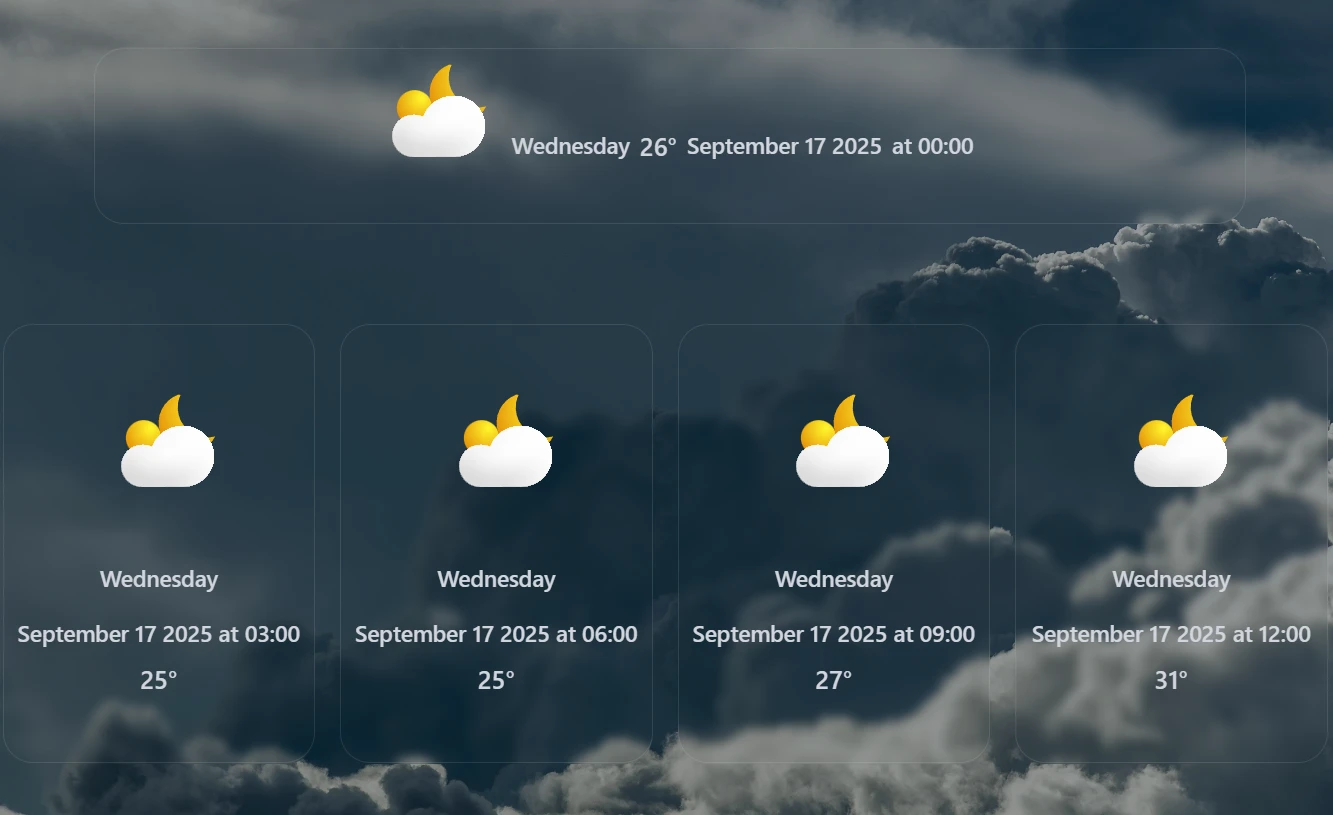 Wednesday 26° September 17 2025 at 00:00
Wednesday
September 17 2025 at 03:00
25°
Wednesday
September 17 2025 at 06:00
25°
Wednesday
September 17 2025 at 09:00
27°
Wednesday
September 17 2025 at 12:00
31°